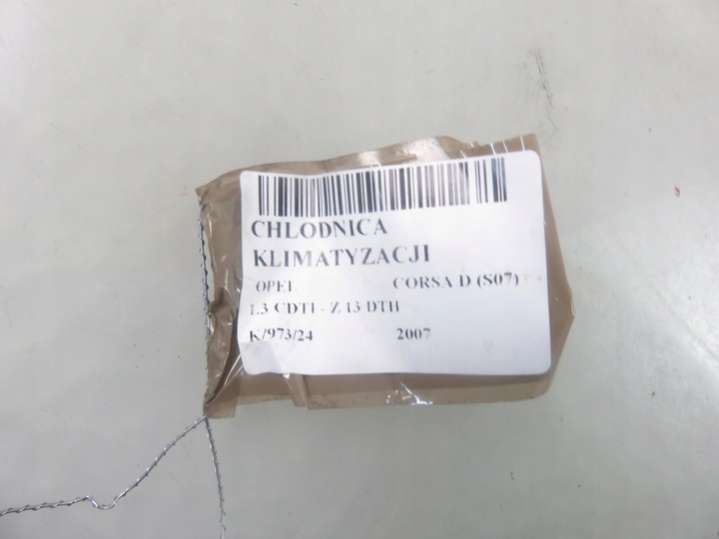 CHLODNICA
KLIMATYZACJI
OPEL CORSA D (S07)
1.3 CDTI - Z 13 DTH
K/973/24 2007